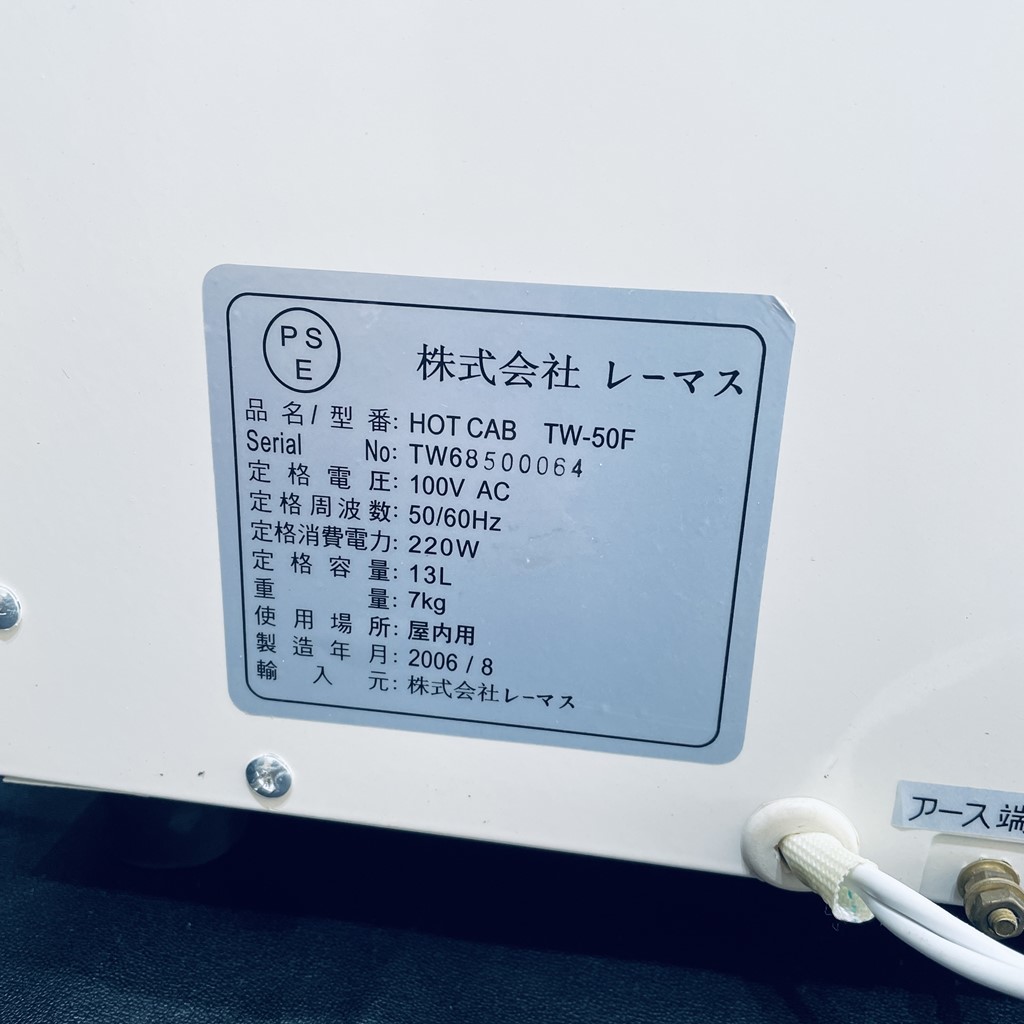 PS
E
株式会社 レーマス
品名/型番: HOT CAB TW-50F
Serial No: TW68500064
定格電圧: 100V AC
定格周波数: 50/60Hz
定格消費電力: 220W
定格容量: 13L
重量: 7kg
使用場所: 屋内用
製造年月: 2006 / 8
輸入元: 株式会社レーマス
アース端